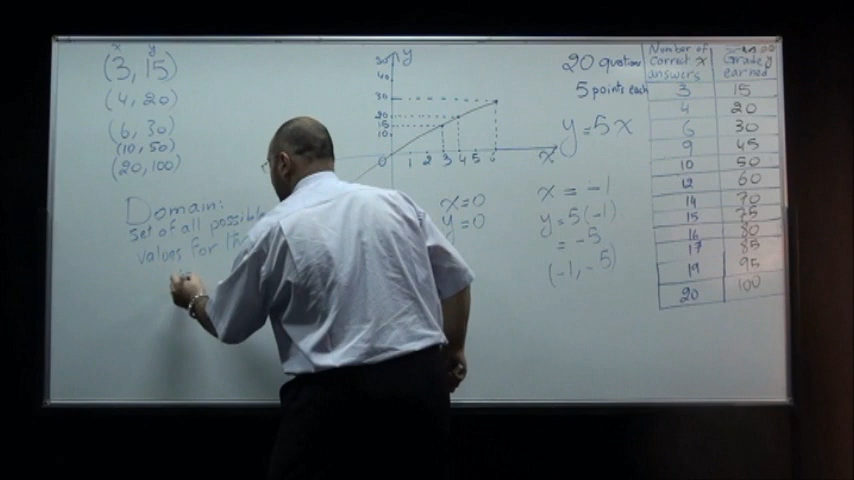 x y
(3, 15)
(4, 20)
(6, 30)
(10, 50)
(20, 100)
Domain:
set of all possible
values for
y
50
40
30
20
15
10
0 1 2 3 4 5 6 x
x=0
y=0
20 questions
5 points each
y=5x
x = -1
y=5(-1)
= -5
(-1, -5)
Number of correct x answers Grade y earned
3 15
4 20
6 30
9 45
10 50
12 60
14 70
15 75
16 80
17 85
19 95
20 100